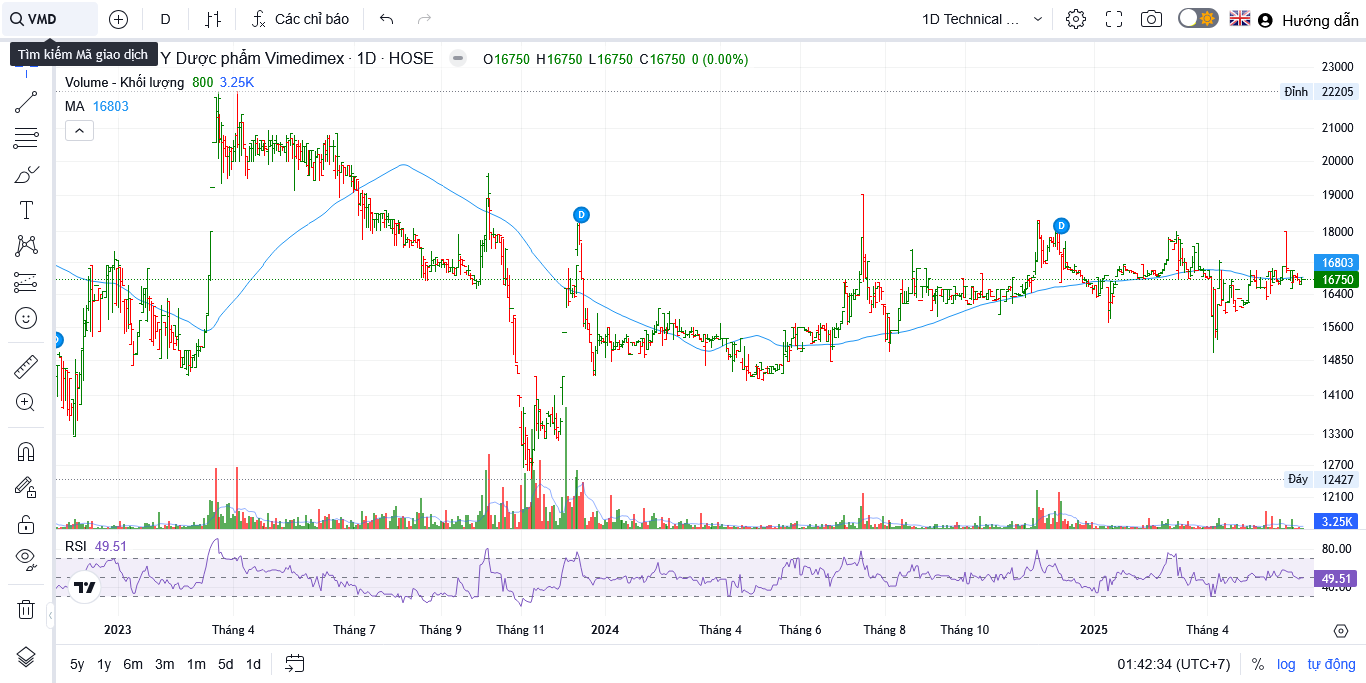 VMD
D
Các chỉ báo
1D Technical ...
Hướng dẫn
Tìm kiếm Mã giao dịch
Y Dược phẩm Vimedimex · 1D · HOSE
O16750 H16750 L16750 C16750 0 (0.00%)
Volume - Khối lượng 800 3.25K
MA 16803
23000
Đỉnh 22205
21000
20000
19000
18000
16803
16750
16400
15600
14850
14100
13300
12700
Đáy 12427
12100
3.25K
D
D
RSI 49.51
80.00
49.51
40.00
2023 Tháng 4 Tháng 7 Tháng 9 Tháng 11 2024 Tháng 4 Tháng 6 Tháng 8 Tháng 10 2025 Tháng 4
5y 1y 6m 3m 1m 5d 1d
01:42:34 (UTC+7) % log tự động